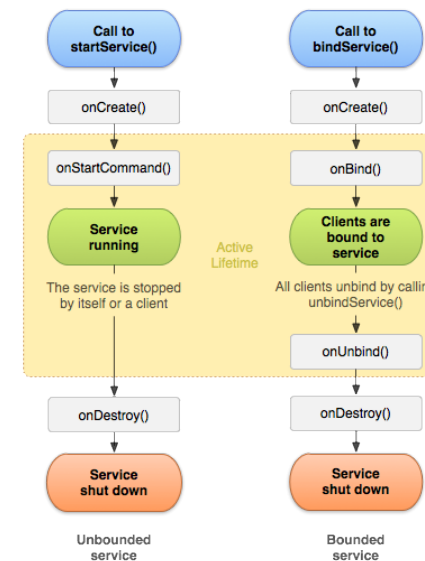 Call to
startService()
onCreate()
onStartCommand()
Service
running
The service is stopped
by itself or a client
onDestroy()
Service
shut down
Unbounded
service
Active
Lifetime
Call to
bindService()
onCreate()
onBind()
Clients are
bound to
service
All clients unbind by callin
unbindService()
onUnbind()
onDestroy()
Service
shut down
Bounded
service